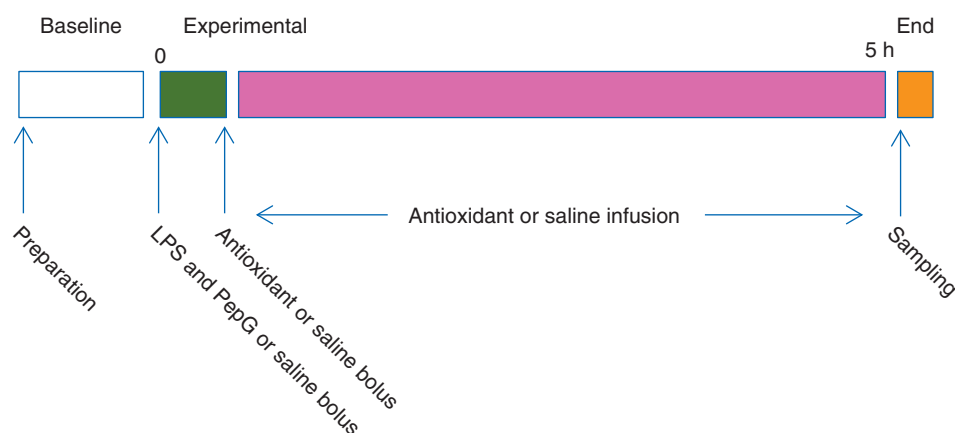 Baseline
Experimental
End
0
5 h
Antioxidant or saline infusion
Preparation
LPS and PepG or saline bolus
Antioxidant or saline bolus
Sampling